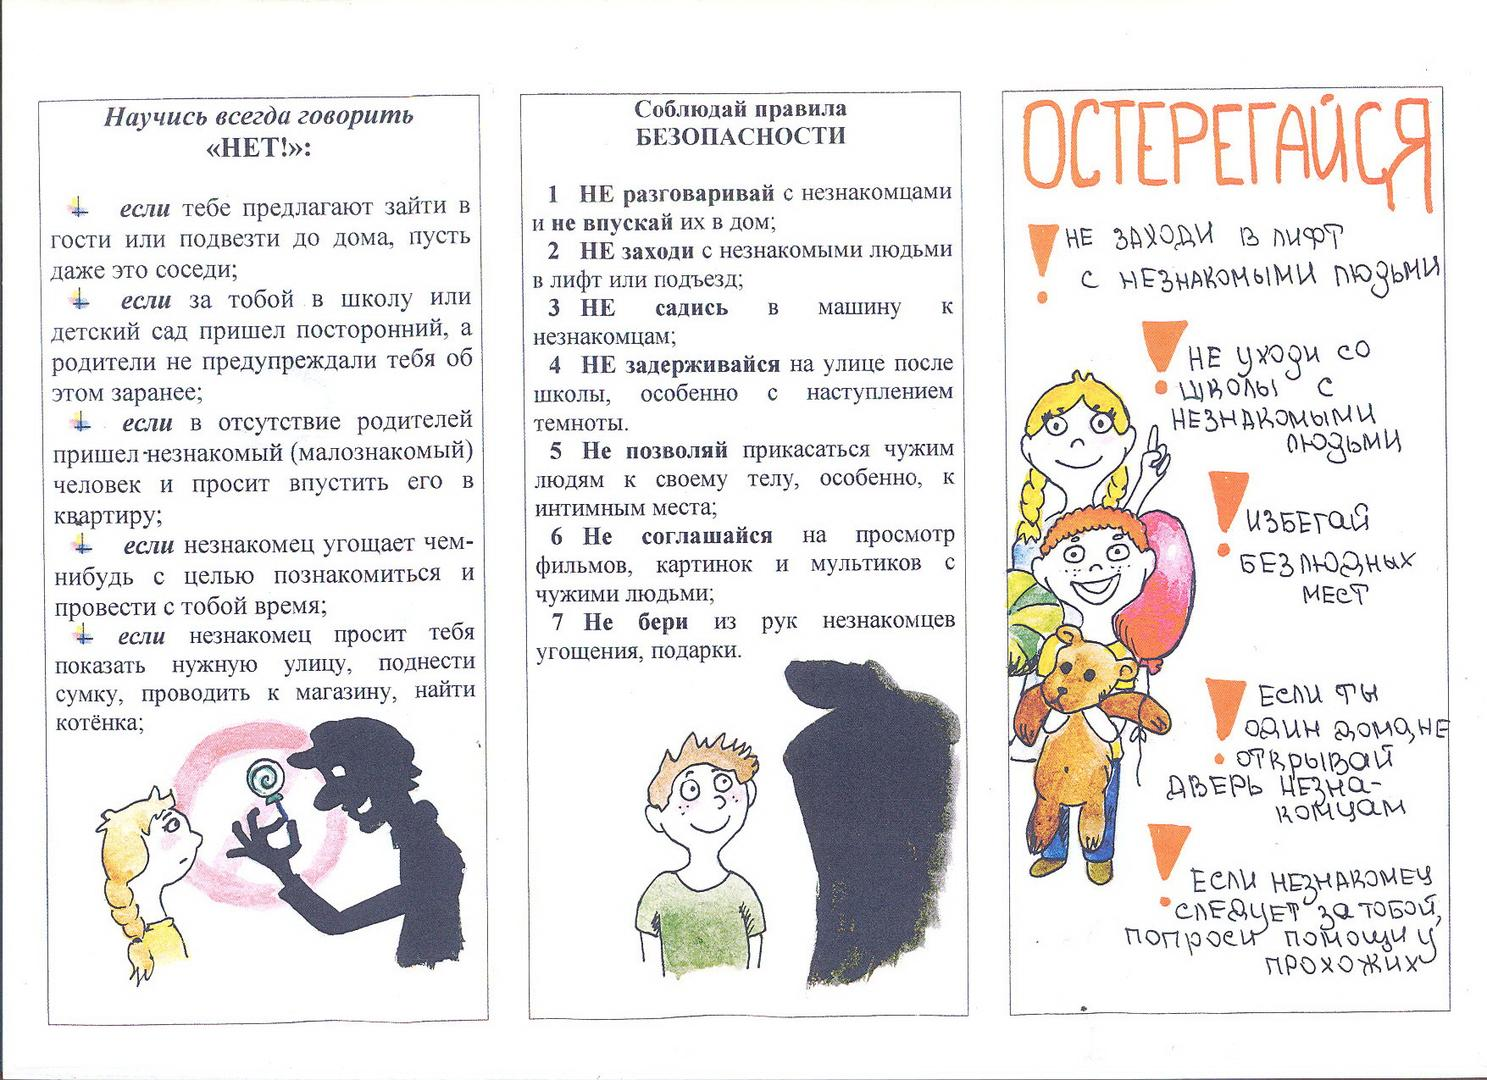 Научись всегда говорить
«НЕТ!»:
если тебе предлагают зайти в
гости или подвезти до дома, пусть
даже это соседи;
если за тобой в школу или
детский сад пришел посторонний, а
родители не предупреждали тебя об
этом заранее;
если в отсутствие родителей
пришел незнакомый (малознакомый)
человек и просит впустить его в
квартиру;
если незнакомец угощает чем-
нибудь с целью познакомиться и
провести с тобой время;
если незнакомец просит тебя
показать нужную улицу, поднести
сумку, проводить к магазину, найти
котёнка;
Соблюдай правила
БЕЗОПАСНОСТИ
1 НЕ разговаривай с незнакомцами
и не впускай их в дом;
2 НЕ заходи с незнакомыми людьми
в лифт или подъезд;
3 НЕ садись в машину к
незнакомцам;
4 НЕ задерживайся на улице после
школы, особенно с наступлением
темноты.
5 Не позволяй прикасаться чужим
людям к своему телу, особенно, к
интимным места;
6 Не соглашайся на просмотр
фильмов, картинок и мультиков с
чужими людьми;
7 Не бери из рук незнакомцев
угощения, подарки.
ОСТЕРЕГАЙСЯ
! НЕ ЗАХОДИ В ЛИФТ
С НЕЗНАКОМЫМИ ЛЮДЬМИ
! НЕ УХОДИ СО
ШКОЛЫ С
НЕЗНАКОМЫМИ
ЛЮДЬМИ
! ИЗБЕГАЙ
БЕЗЛЮДНЫХ
МЕСТ
! ЕСЛИ ТЫ
ОДИН ДОМА, НЕ
ОТКРЫВАЙ
ДВЕРЬ НЕЗНА-
КОМЦАМ
! ЕСЛИ НЕЗНАКОМЕЦ
СЛЕДУЕТ ЗА ТОБОЙ,
ПОПРОСИ ПОМОЩИ У
ПРОХОЖИХ